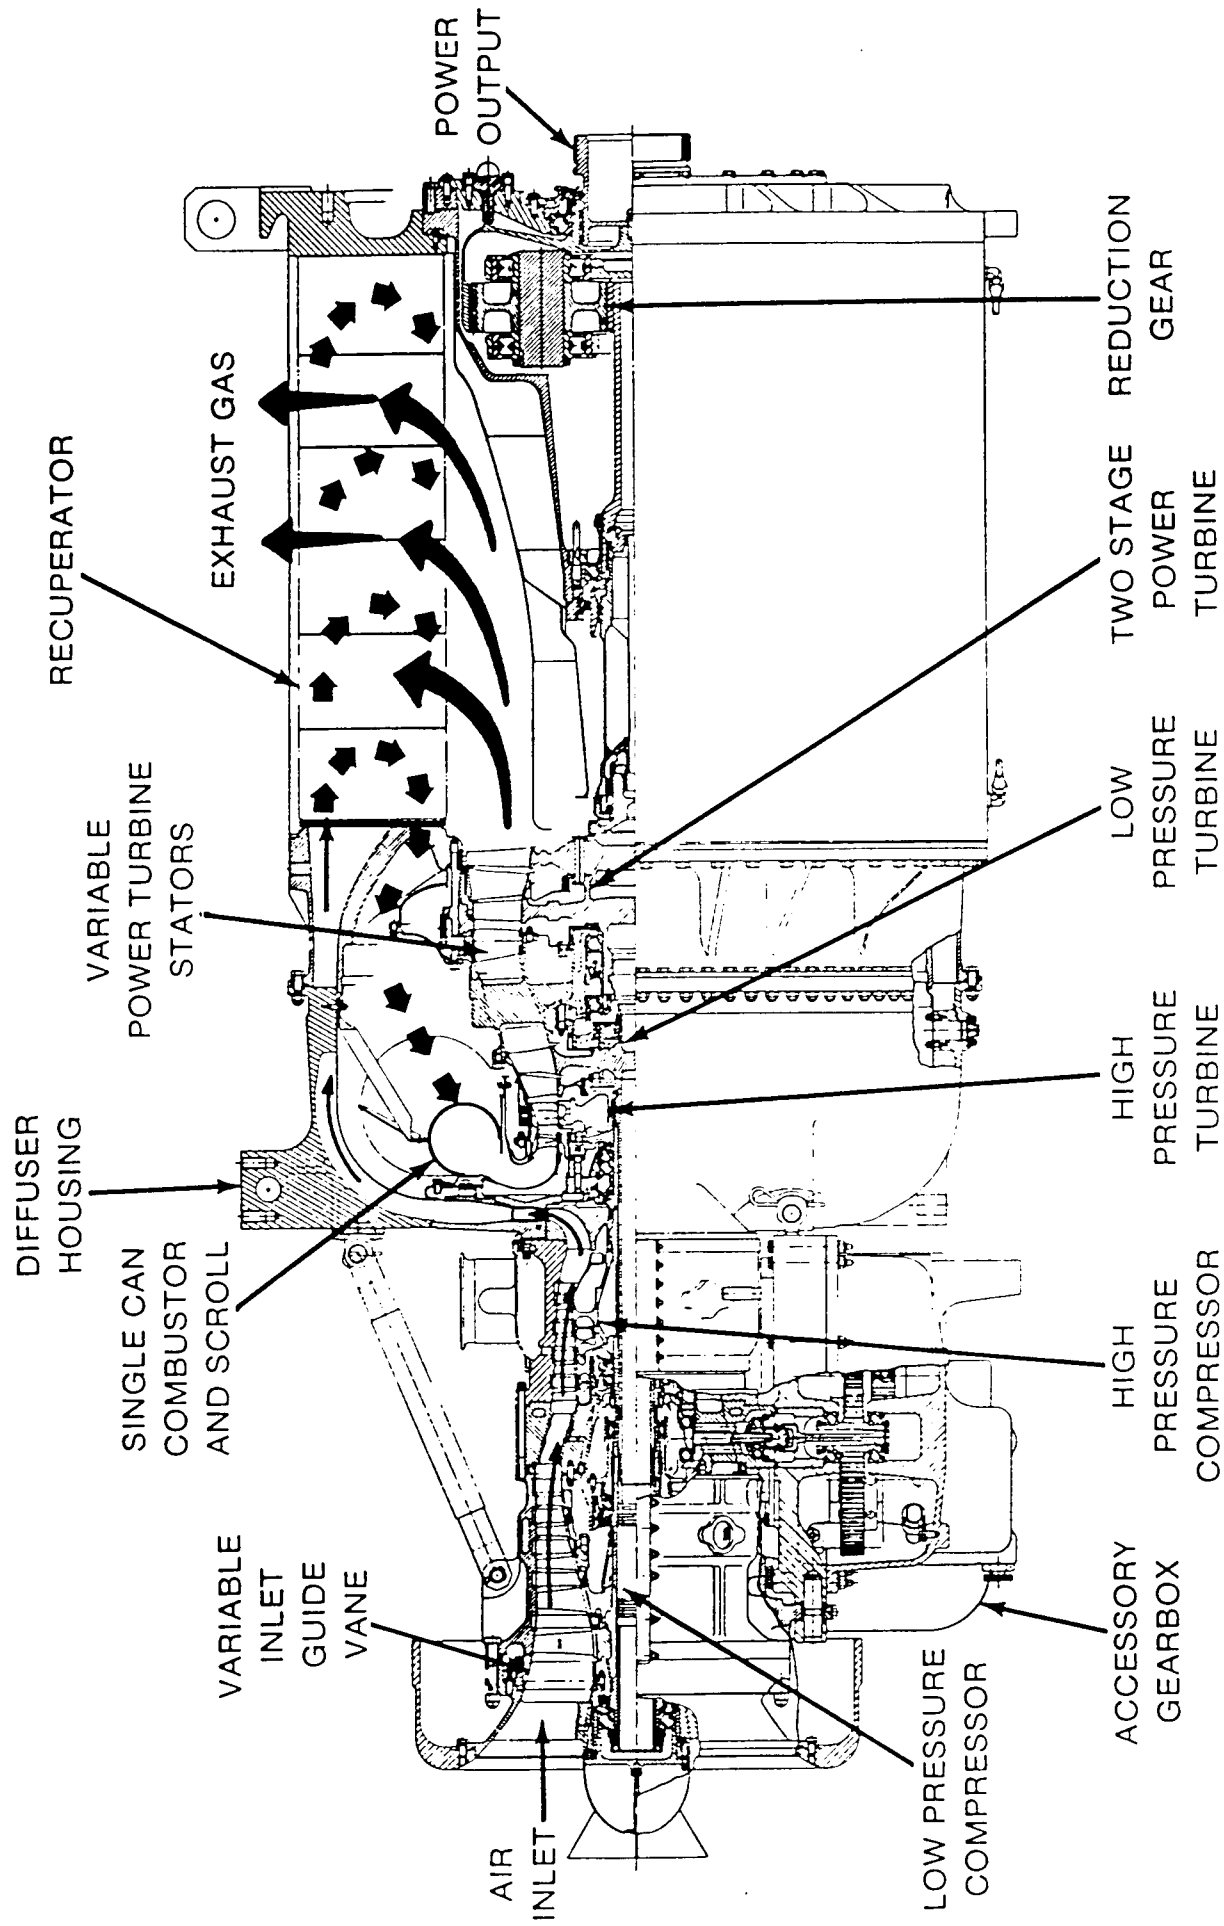 DIFFUSER
HOUSING
RECUPERATOR
SINGLE CAN
COMBUSTOR
AND SCROLL
VARIABLE
POWER TURBINE
STATORS
EXHAUST GAS
VARIABLE
INLET
GUIDE
VANE
POWER
OUTPUT
AIR
INLET
LOW PRESSURE
COMPRESSOR
ACCESSORY
GEARBOX
HIGH
PRESSURE
COMPRESSOR
HIGH
PRESSURE
TURBINE
LOW
PRESSURE
TURBINE
TWO STAGE
POWER
TURBINE
REDUCTION
GEAR